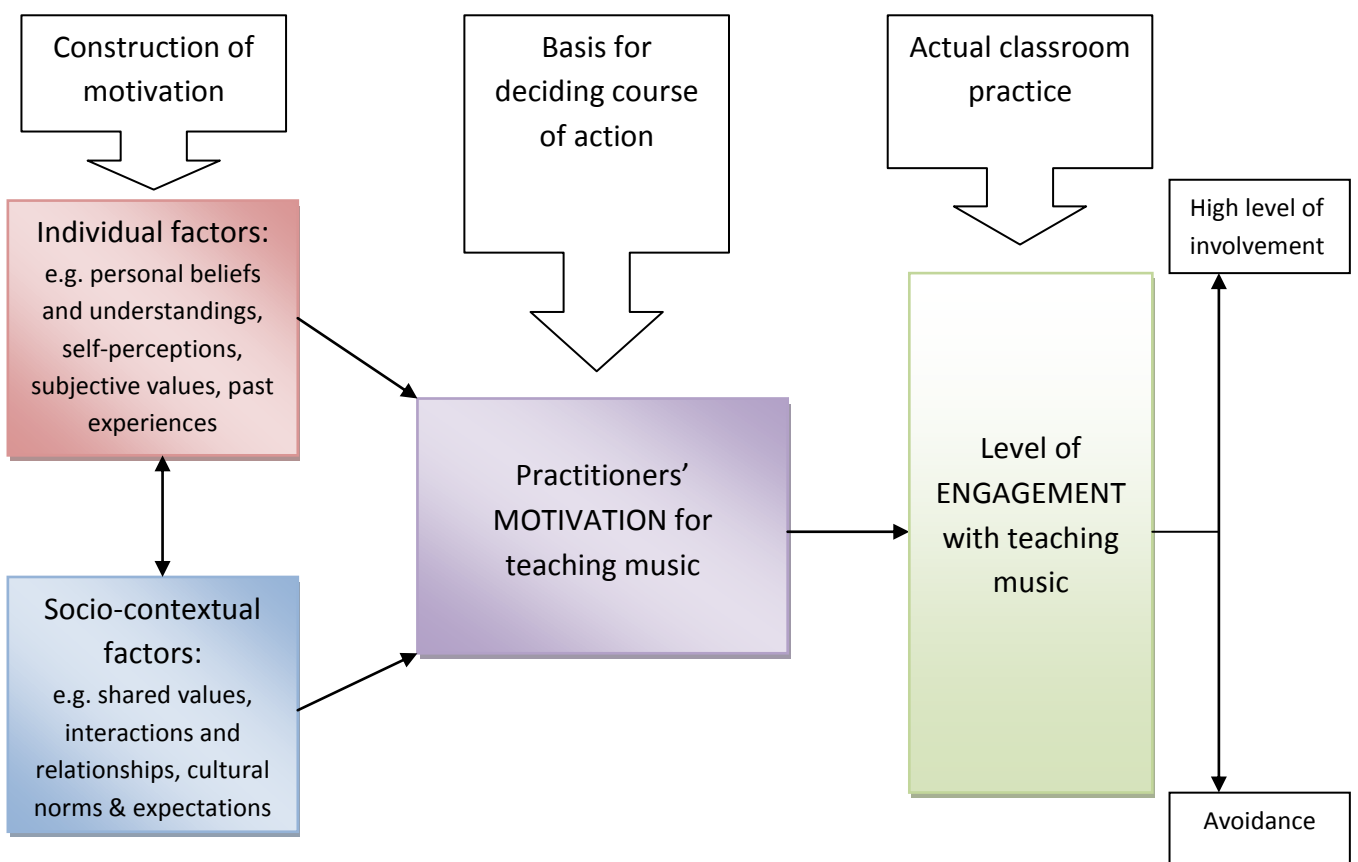 Construction of
motivation
Basis for
deciding course
of action
Actual classroom
practice
Individual factors:
e.g. personal beliefs
and understandings,
self-perceptions,
subjective values, past
experiences
High level of
involvement
Practitioners’
MOTIVATION for
teaching music
Level of
ENGAGEMENT
with teaching
music
Socio-contextual
factors:
e.g. shared values,
interactions and
relationships, cultural
norms & expectations
Avoidance